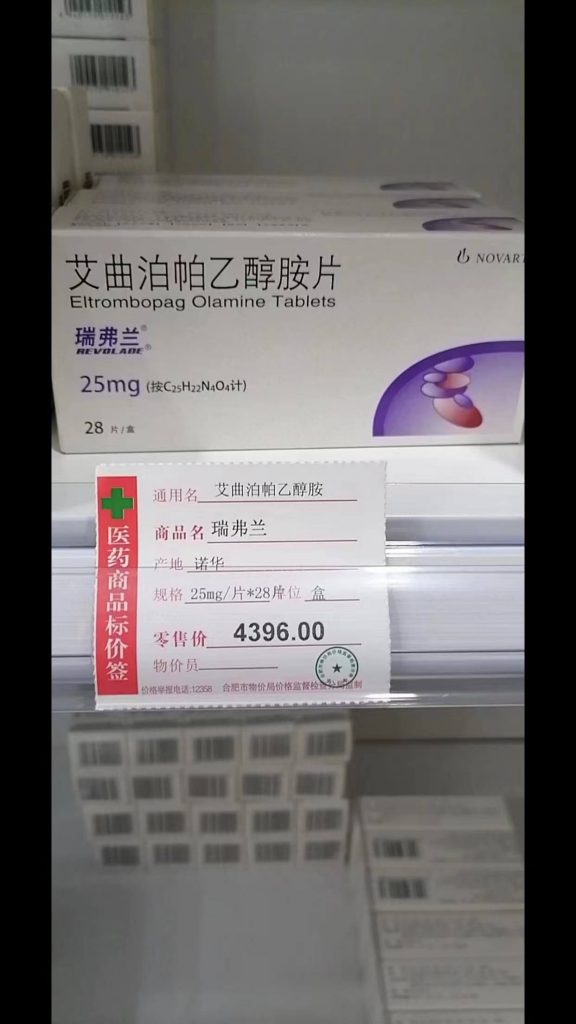 艾曲泊帕乙醇胺片
Eltrombopag Olamine Tablets
NOVART
瑞弗兰®
REVOLADE®
25mg (按C₂₅H₂₂N₄O₄计)
28 片/盒
医药商品标价签
通用名 艾曲泊帕乙醇胺
商品名 瑞弗兰
产地 诺华
规格 25mg/片*28片 单位 盒
零售价 4396.00
物价员
价格举报电话:12358 合肥市物价局价格监督检查分局监制